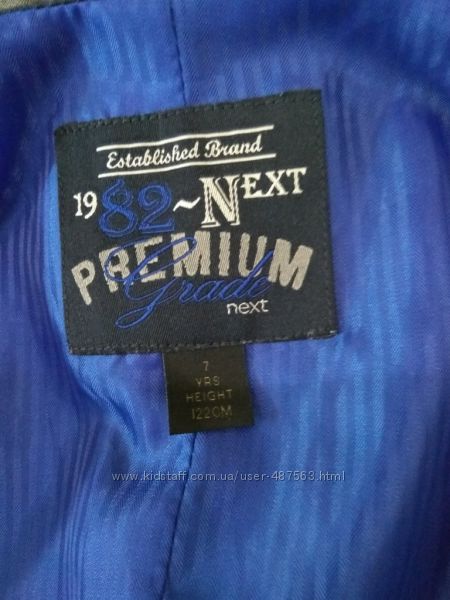 Established Brand
1982~NEXT
PREMIUM
Grade
next
7
YRS
HEIGHT
122CM
www.kidstaff.com.ua/user-487563.html